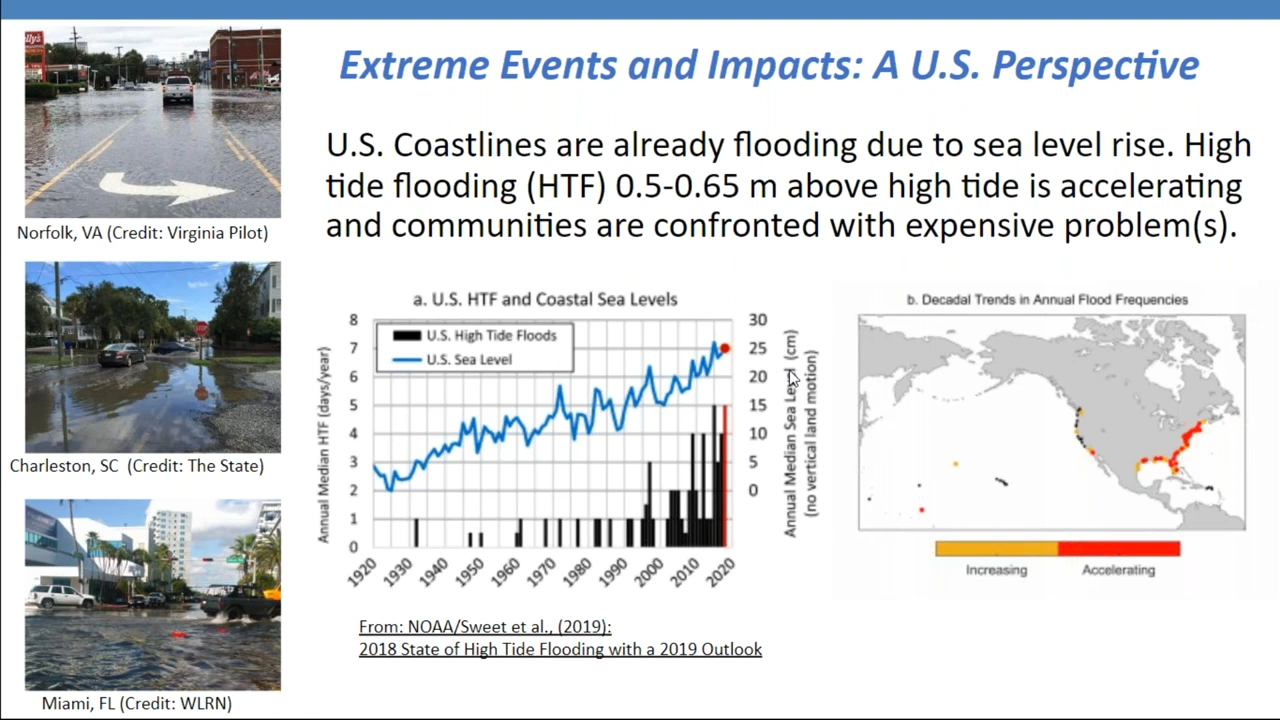 Extreme Events and Impacts: A U.S. Perspective
U.S. Coastlines are already flooding due to sea level rise. High
tide flooding (HTF) 0.5-0.65 m above high tide is accelerating
and communities are confronted with expensive problem(s).
Norfolk, VA (Credit: Virginia Pilot)
Charleston, SC (Credit: The State)
Miami, FL (Credit: WLRN)
a. U.S. HTF and Coastal Sea Levels
U.S. High Tide Floods
U.S. Sea Level
Annual Median HTF (days/year)
8
7
6
5
4
3
2
1
0
30
25
20
15
10
5
0
Annual Median Sea Level (cm)
(no vertical land motion)
1920
1930
1940
1950
1960
1970
1980
1990
2000
2010
2020
b. Decadal Trends in Annual Flood Frequencies
Increasing
Accelerating
From: NOAA/Sweet et al., (2019):
2018 State of High Tide Flooding with a 2019 Outlook